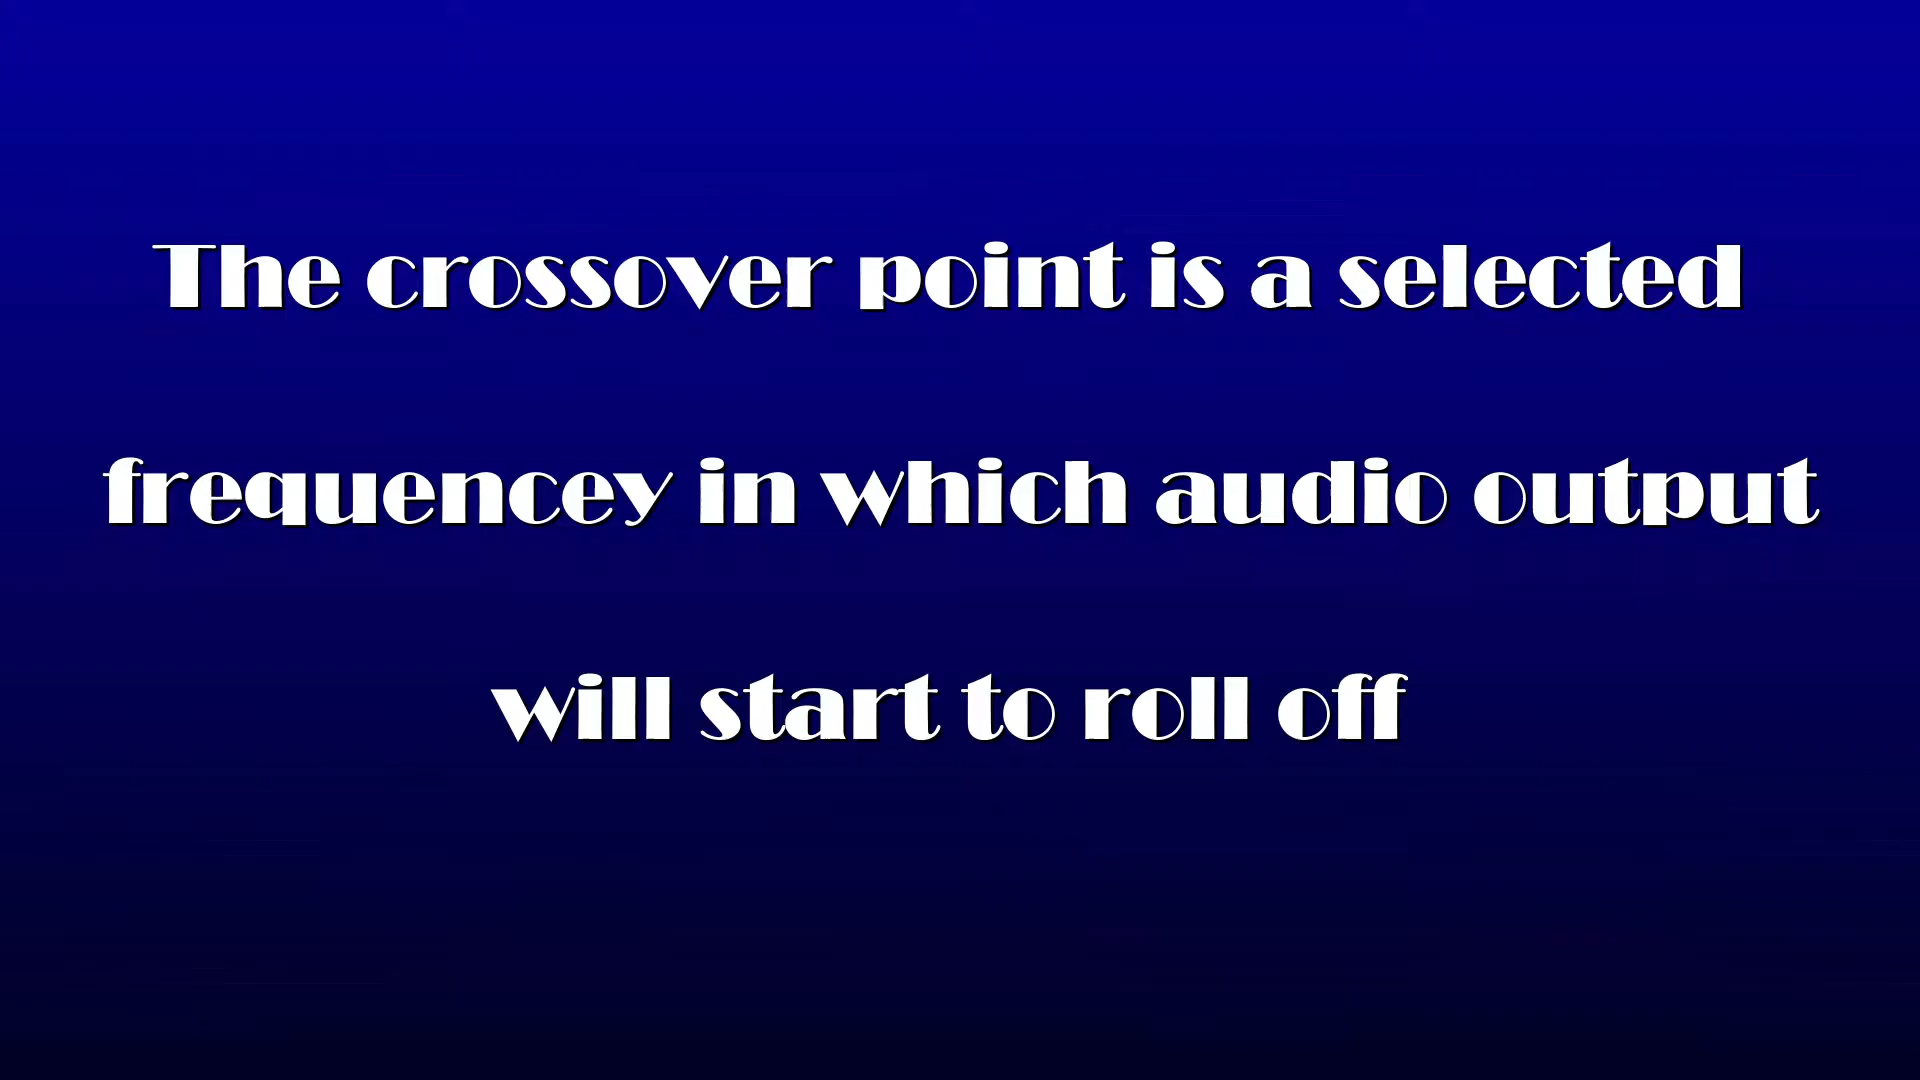 The crossover point is a selected
frequencey in which audio output
will start to roll off